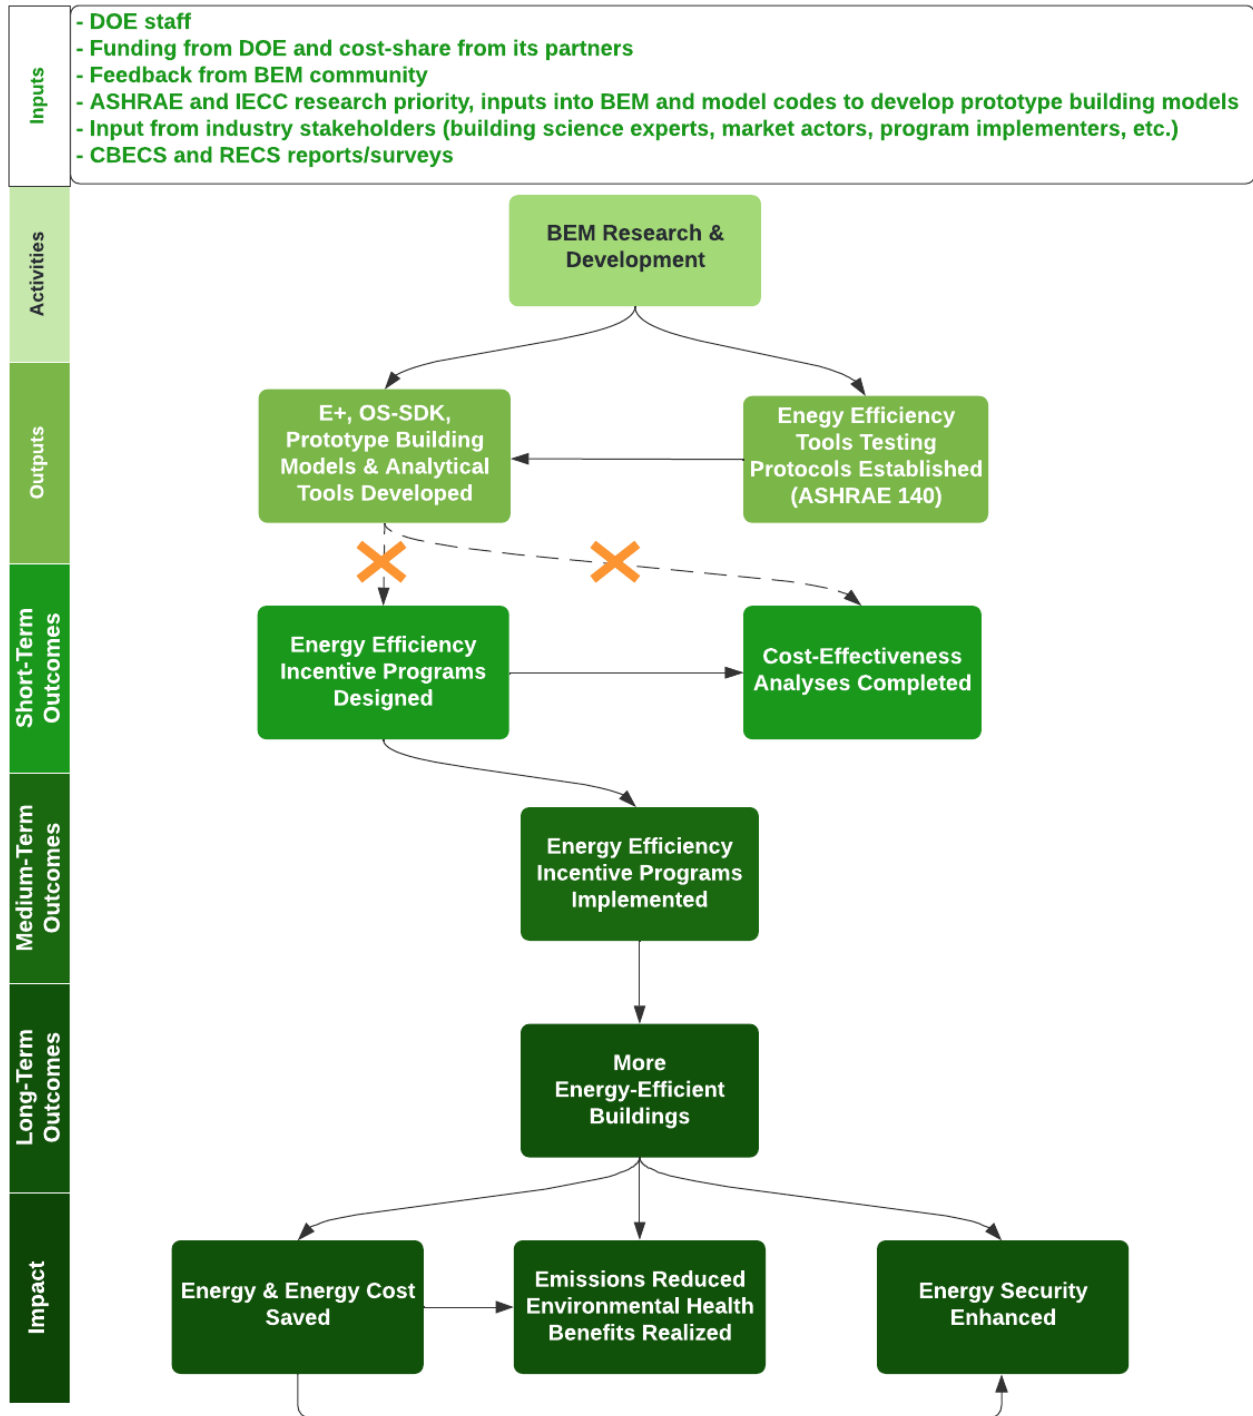 Inputs
- DOE staff
- Funding from DOE and cost-share from its partners
- Feedback from BEM community
- ASHRAE and IECC research priority, inputs into BEM and model codes to develop prototype building models
- Input from industry stakeholders (building science experts, market actors, program implementers, etc.)
- CBECS and RECS reports/surveys
Activities
BEM Research &
Development
Outputs
E+, OS-SDK,
Prototype Building
Models & Analytical
Tools Developed
Enegy Efficiency
Tools Testing
Protocols Established
(ASHRAE 140)
Short-Term
Outcomes
Energy Efficiency
Incentive Programs
Designed
Cost-Effectiveness
Analyses Completed
Medium-Term
Outcomes
Energy Efficiency
Incentive Programs
Implemented
Long-Term
Outcomes
More
Energy-Efficient
Buildings
Impact
Energy & Energy Cost
Saved
Emissions Reduced
Environmental Health
Benefits Realized
Energy Security
Enhanced